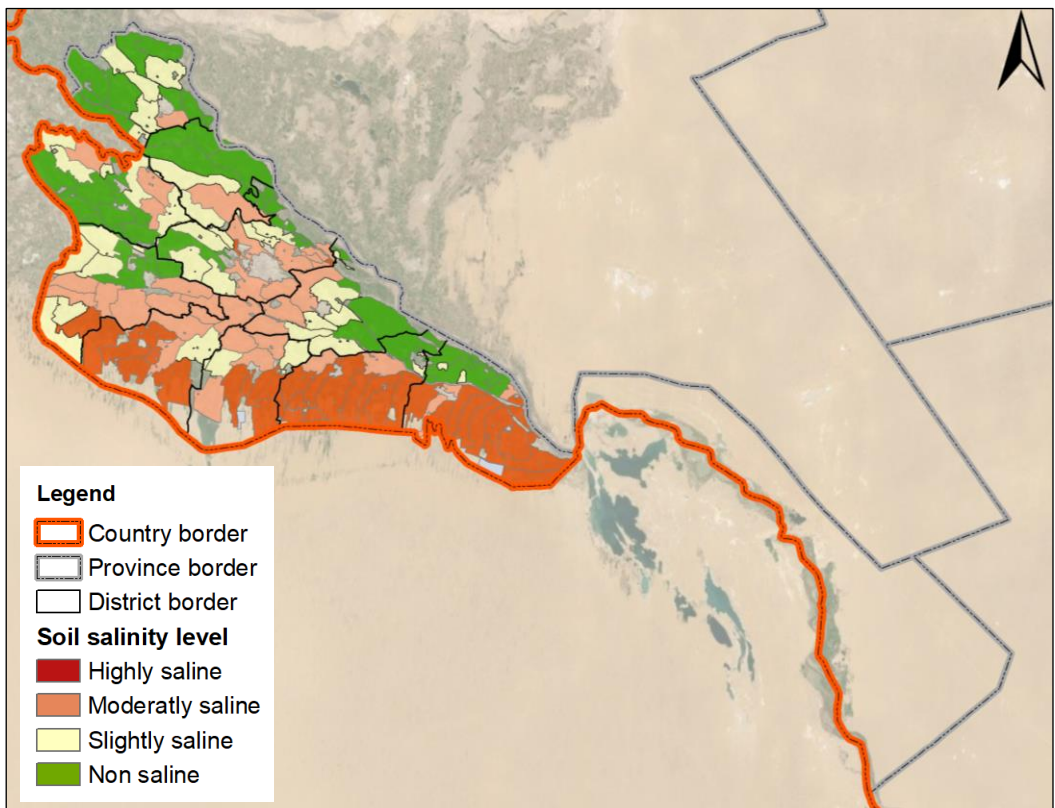 Legend
Country border
Province border
District border
Soil salinity level
Highly saline
Moderatly saline
Slightly saline
Non saline